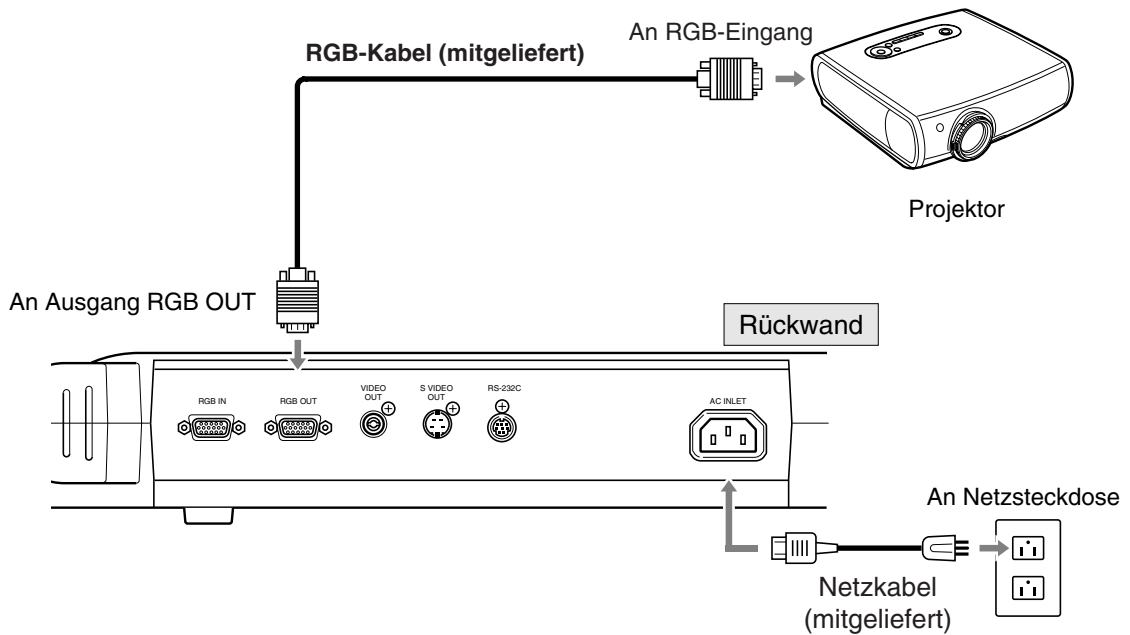 An RGB-Eingang
RGB-Kabel (mitgeliefert)
Projektor
An Ausgang RGB OUT
Rückwand
RGB IN
RGB OUT
VIDEO
OUT
S VIDEO
OUT
RS-232C
AC INLET
An Netzsteckdose
Netzkabel
(mitgeliefert)